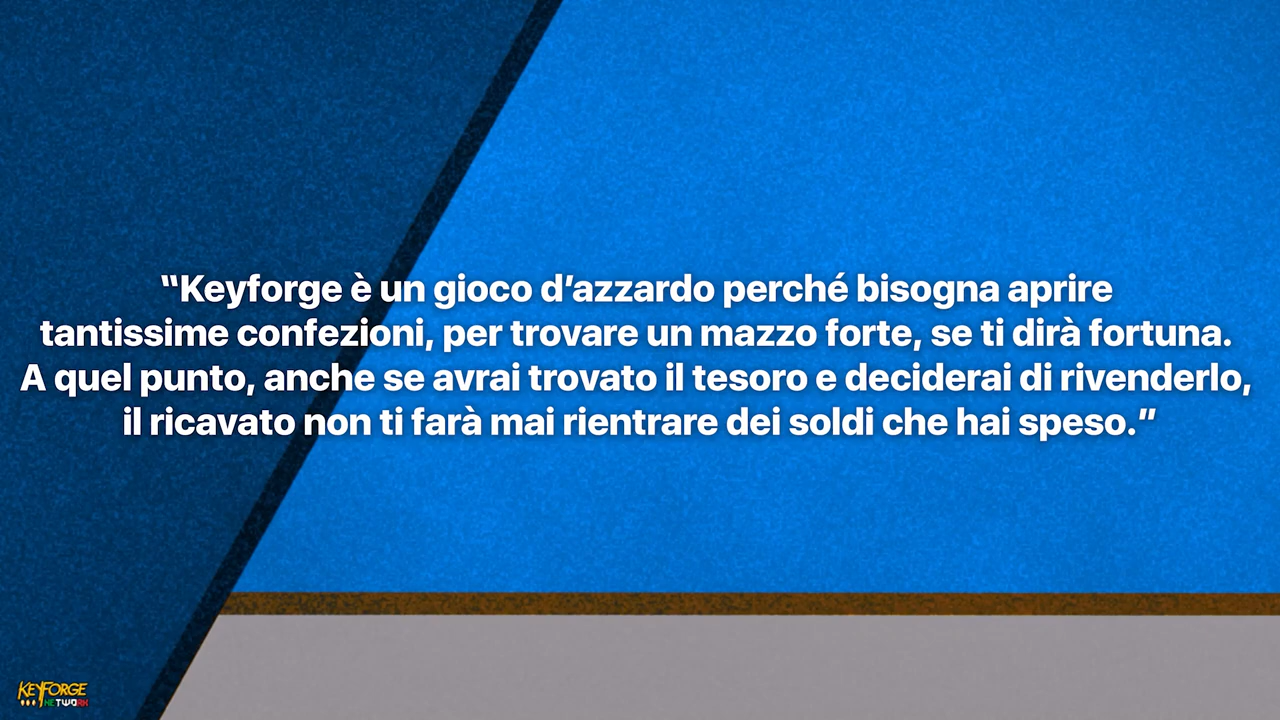 “Keyforge è un gioco d’azzardo perché bisogna aprire
tantissime confezioni, per trovare un mazzo forte, se ti dirà fortuna.
A quel punto, anche se avrai trovato il tesoro e deciderai di rivenderlo,
il ricavato non ti farà mai rientrare dei soldi che hai speso.”
KEYFORGE
NETWORK